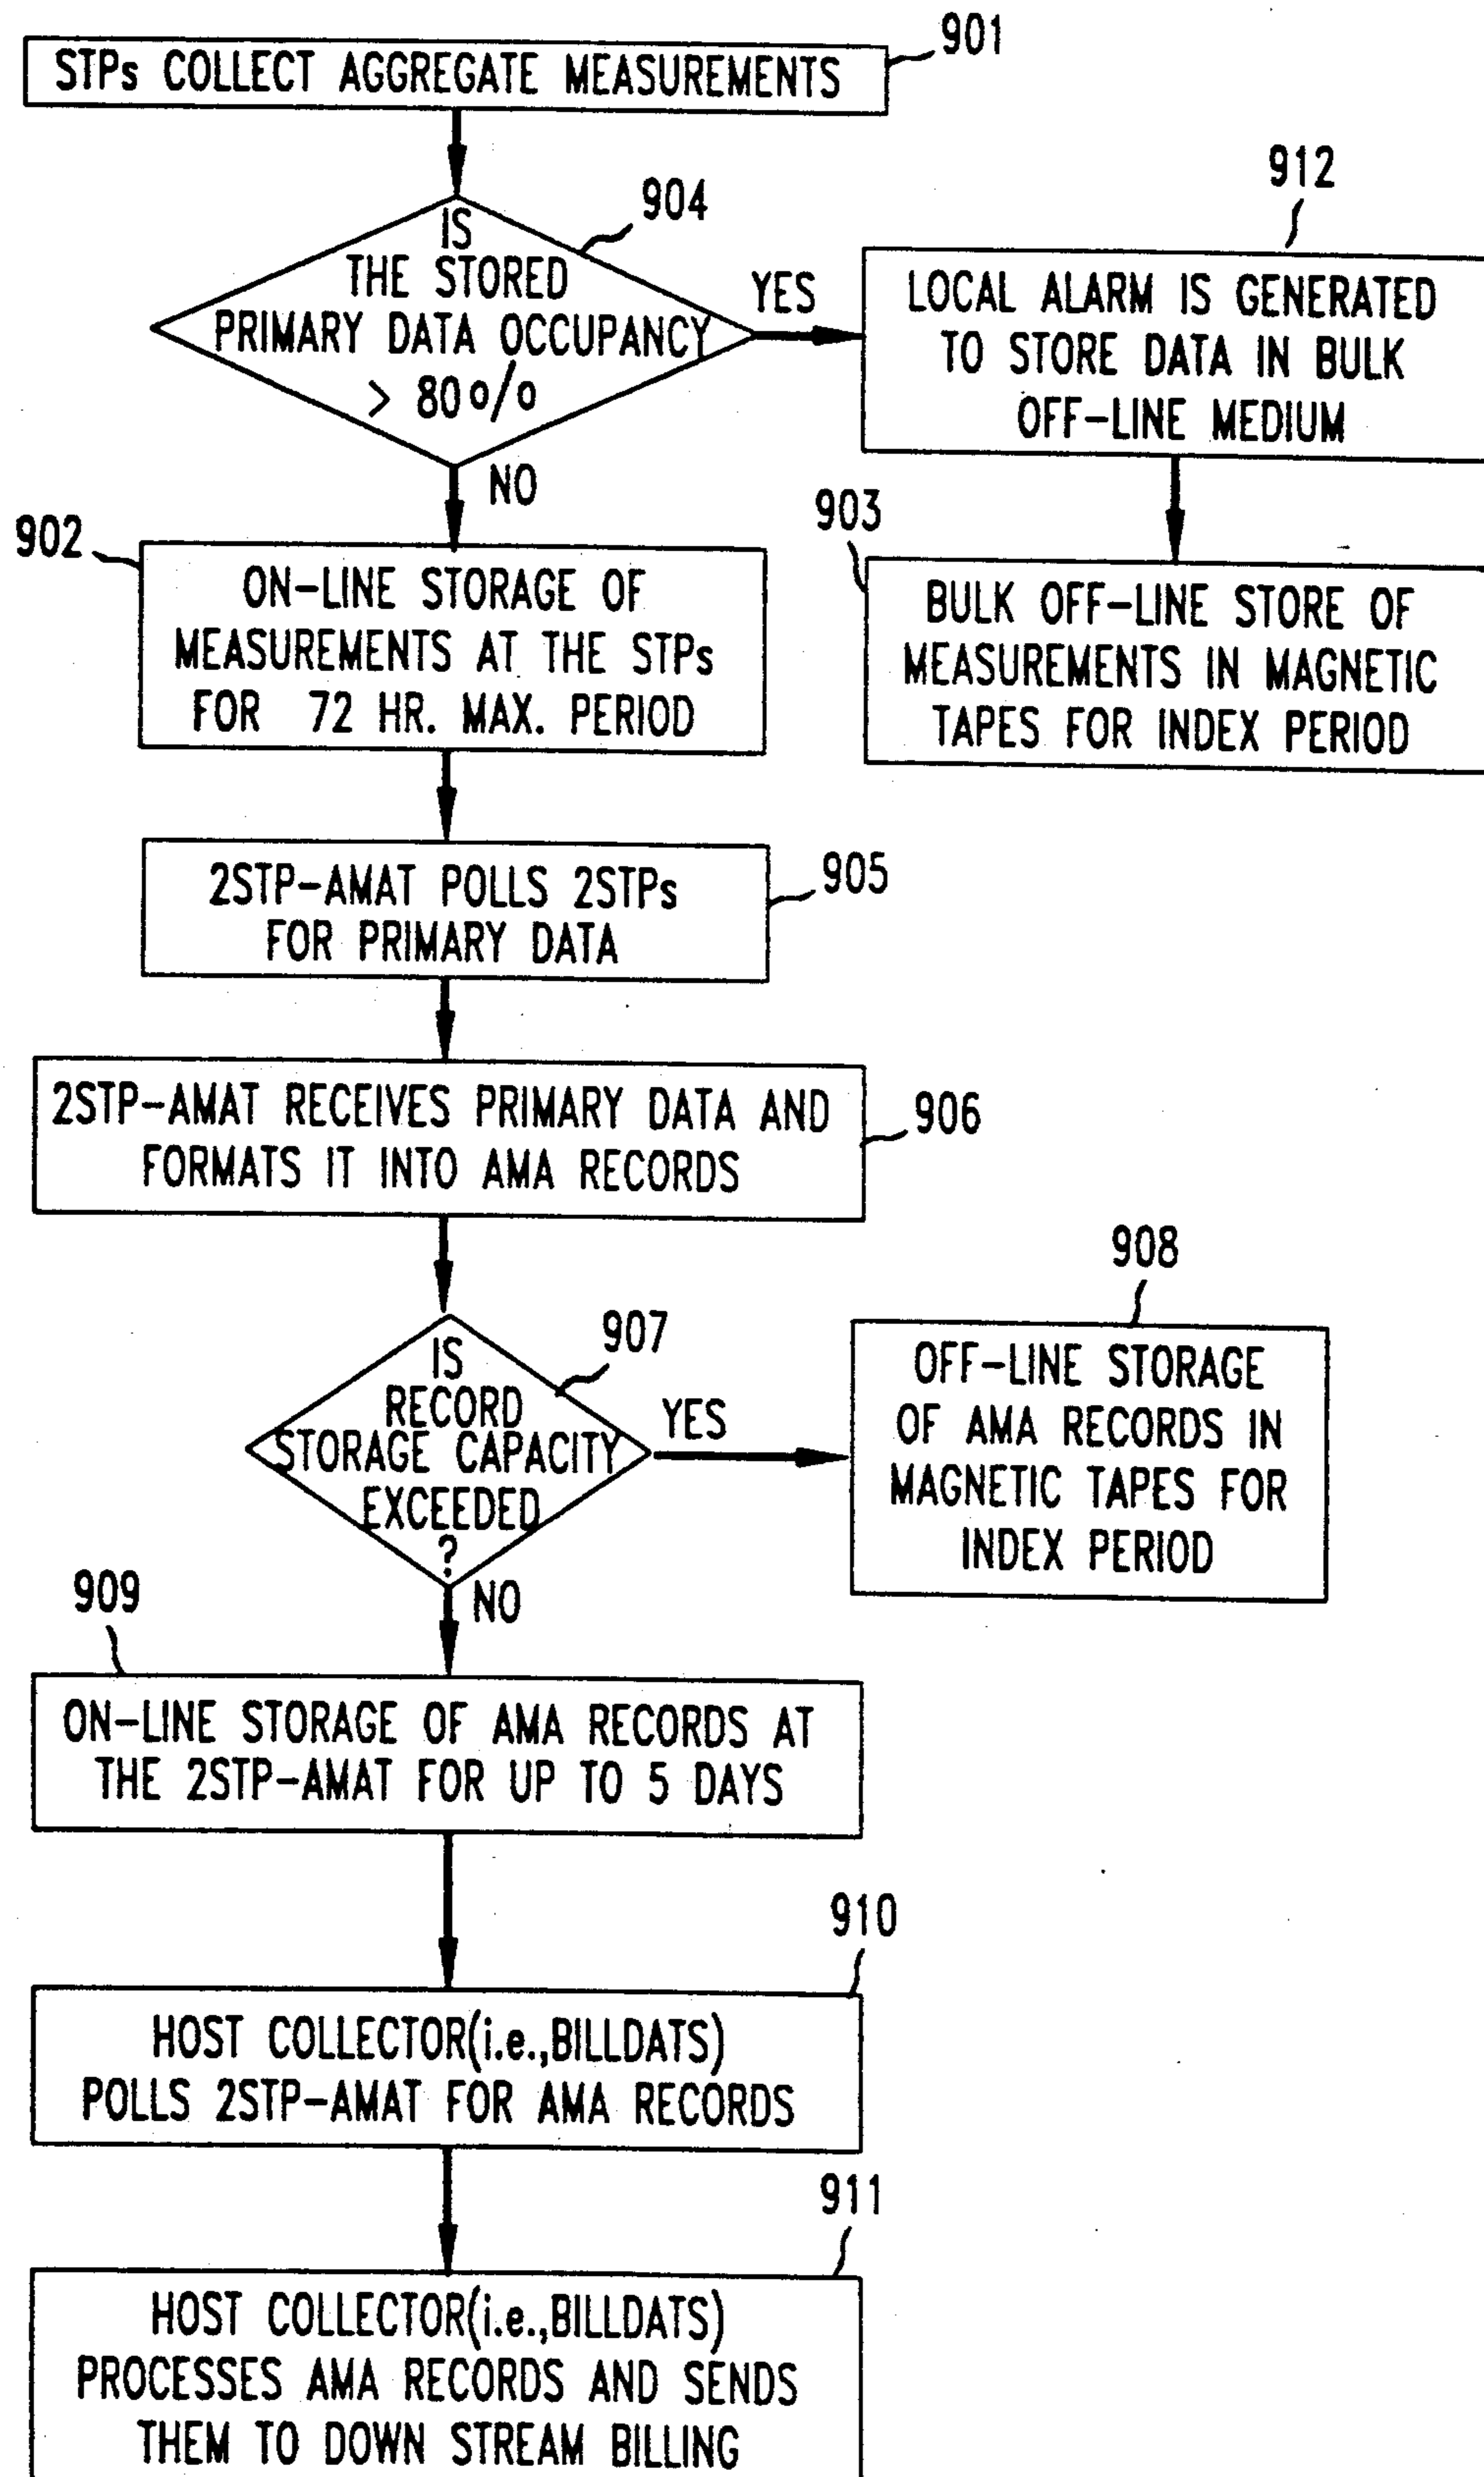 STPs COLLECT AGGREGATE MEASUREMENTS
901
IS
THE STORED
PRIMARY DATA OCCUPANCY
> 80%
904
YES
912
LOCAL ALARM IS GENERATED
TO STORE DATA IN BULK
OFF-LINE MEDIUM
NO
903
BULK OFF-LINE STORE OF
MEASUREMENTS IN MAGNETIC
TAPES FOR INDEX PERIOD
902
ON-LINE STORAGE OF
MEASUREMENTS AT THE STPs
FOR 72 HR. MAX. PERIOD
2STP-AMAT POLLS 2STPs
FOR PRIMARY DATA
905
2STP-AMAT RECEIVES PRIMARY DATA AND
FORMATS IT INTO AMA RECORDS
906
IS
RECORD
STORAGE CAPACITY
EXCEEDED
?
907
YES
908
OFF-LINE STORAGE
OF AMA RECORDS IN
MAGNETIC TAPES FOR
INDEX PERIOD
NO
909
ON-LINE STORAGE OF AMA RECORDS AT
THE 2STP-AMAT FOR UP TO 5 DAYS
910
HOST COLLECTOR(i.e.,BILLDATS)
POLLS 2STP-AMAT FOR AMA RECORDS
911
HOST COLLECTOR(i.e.,BILLDATS)
PROCESSES AMA RECORDS AND SENDS
THEM TO DOWN STREAM BILLING